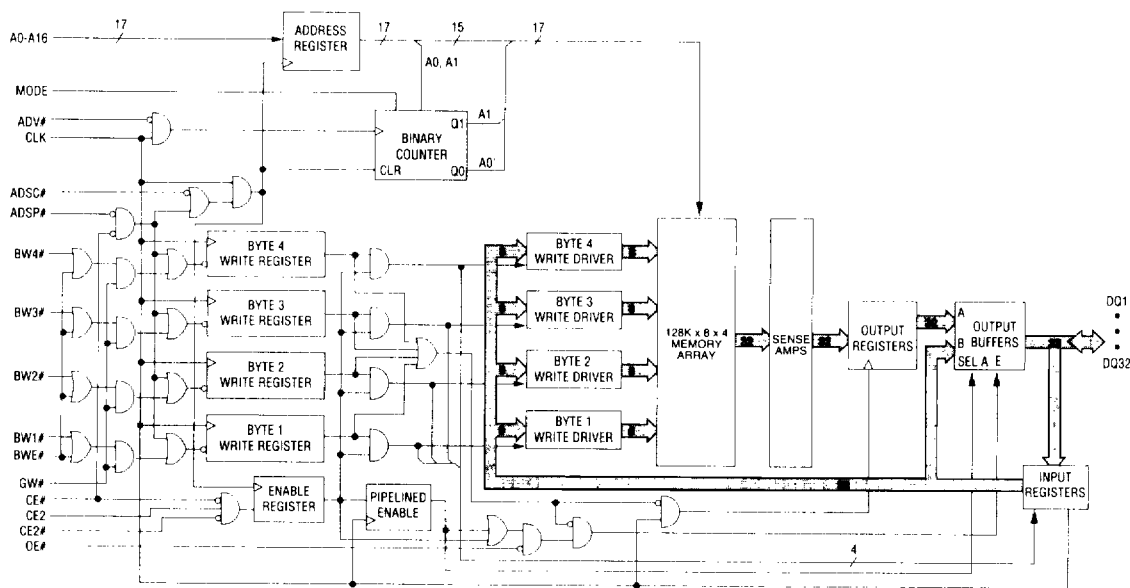 17
A0-A16
ADDRESS
REGISTER
17
15
17
A0, A1
MODE
ADV#
CLK
BINARY
COUNTER
Q1
A1
CLR
Q0
A0'
ADSC#
ADSP#
BW4#
BYTE 4
WRITE REGISTER
BYTE 4
WRITE DRIVER
BW3#
BYTE 3
WRITE REGISTER
BYTE 3
WRITE DRIVER
128K x 8 x 4
MEMORY
ARRAY
SENSE
AMPS
OUTPUT
REGISTERS
A
B
OUTPUT
BUFFERS
SEL A E
DQ1
DQ32
BW2#
BYTE 2
WRITE REGISTER
BYTE 2
WRITE DRIVER
BW1#
BWE#
BYTE 1
WRITE REGISTER
BYTE 1
WRITE DRIVER
GW#
CE#
CE2
CE2#
OE#
ENABLE
REGISTER
PIPELINED
ENABLE
INPUT
REGISTERS
4